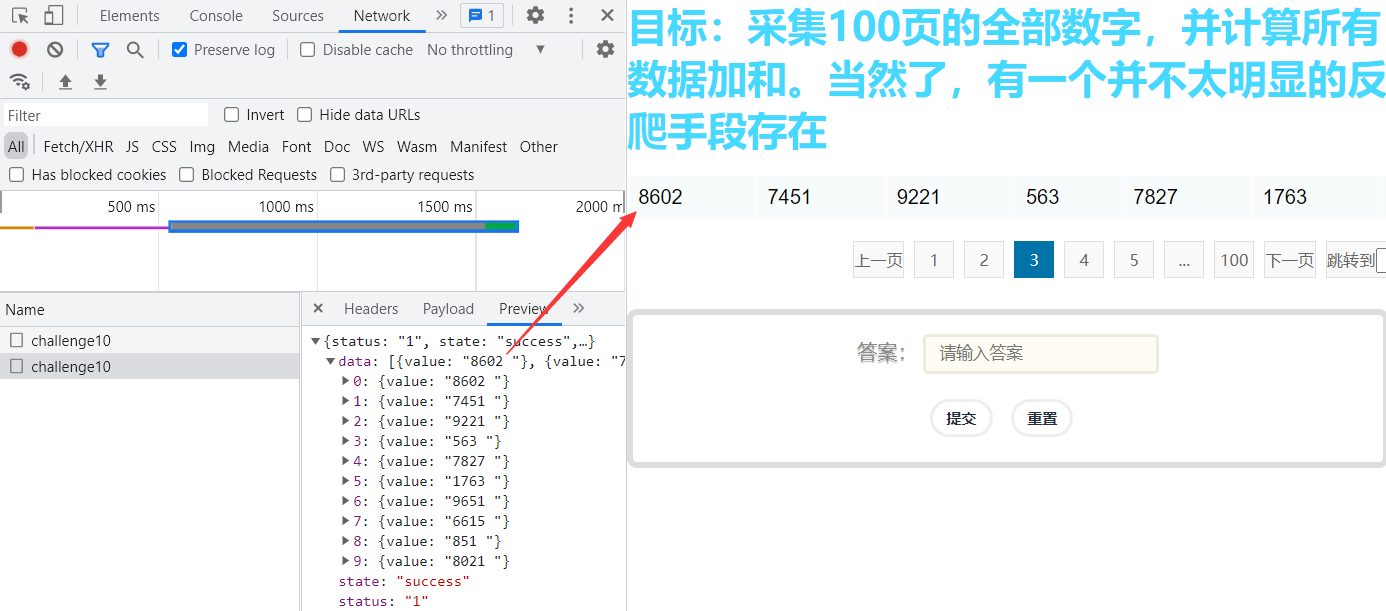 Elements Console Sources Network 1
Preserve log Disable cache No throttling
Filter Invert Hide data URLs
All Fetch/XHR JS CSS Img Media Font Doc WS Wasm Manifest Other
Has blocked cookies Blocked Requests 3rd-party requests
500 ms 1000 ms 1500 ms 2000 m
Name
challenge10
challenge10
Headers Payload Preview
{status: "1", state: "success",…}
data: [{value: "8602 "}, {value: "7
0: {value: "8602 "}
1: {value: "7451 "}
2: {value: "9221 "}
3: {value: "563 "}
4: {value: "7827 "}
5: {value: "1763 "}
6: {value: "9651 "}
7: {value: "6615 "}
8: {value: "851 "}
9: {value: "8021 "}
state: "success"
status: "1"
目标：采集100页的全部数字，并计算所有
数据加和。当然了，有一个并不太明显的反
爬手段存在
8602 7451 9221 563 7827 1763
上一页 1 2 3 4 5 ... 100 下一页 跳转到
答案： 请输入答案
提交 重置